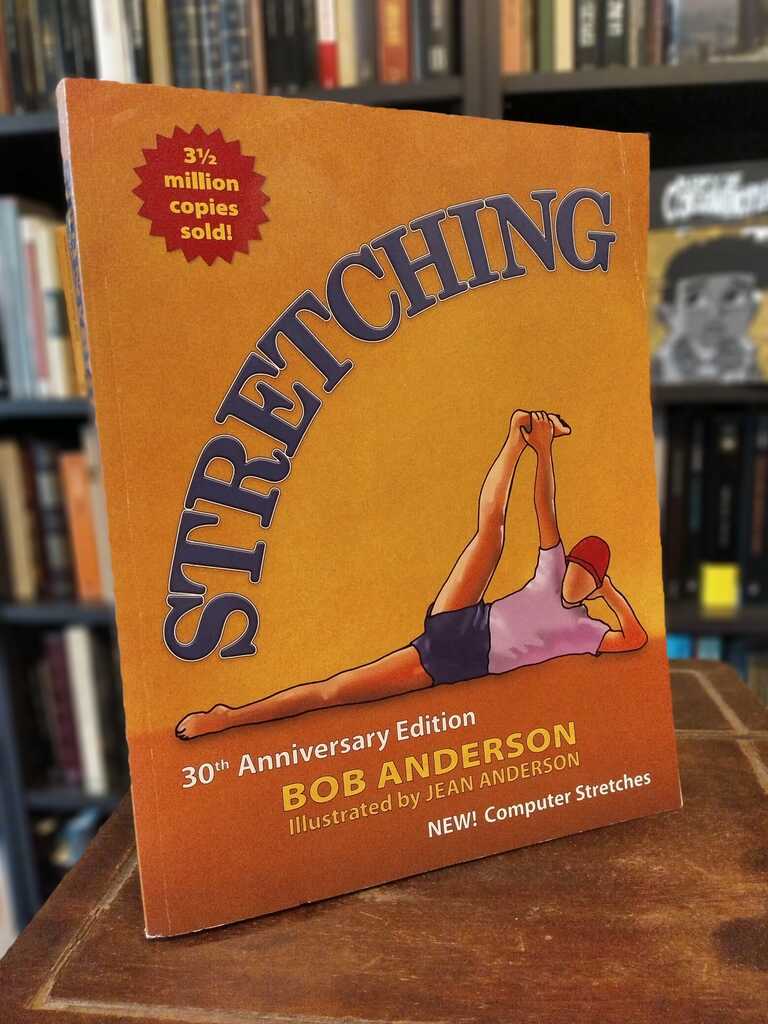 3½
million
copies
sold!
STRETCHING
30th Anniversary Edition
BOB ANDERSON
Illustrated by JEAN ANDERSON
NEW! Computer Stretches